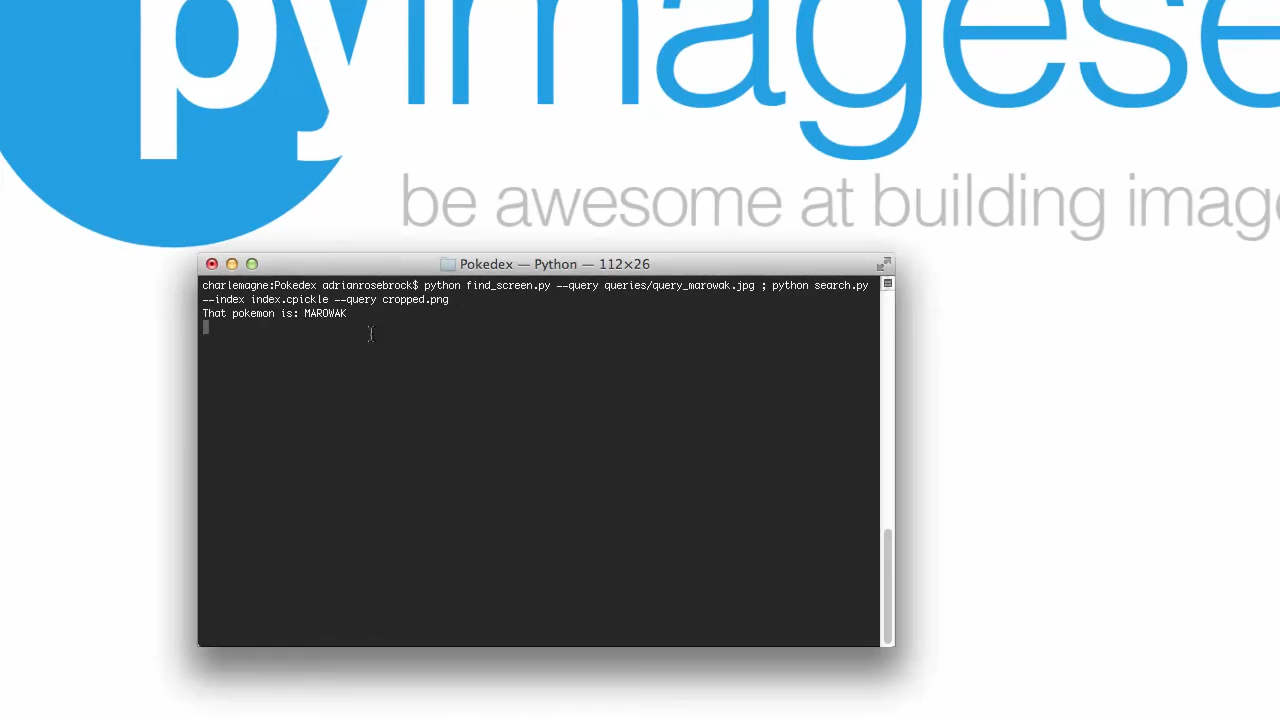 pyimagese
be awesome at building image
Pokedex — Python — 112×26
charlemagne:Pokedex adrianrosebrock$ python find_screen.py --query queries/query_marowak.jpg ; python search.py
--index index.cpickle --query cropped.png
That pokemon is: MAROWAK